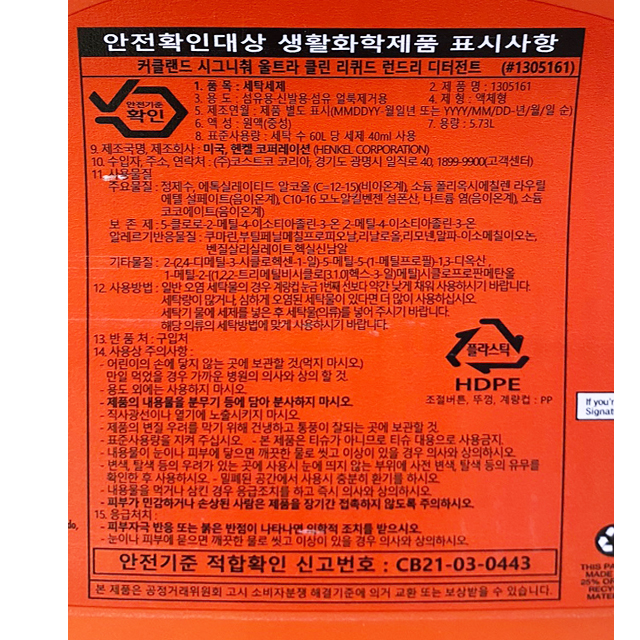 안전확인대상 생활화학제품 표시사항
커클랜드 시그니춰 울트라 클린 리퀴드 런드리 디터전트 (#1305161)
안전기준
확인
1. 품 목 : 세탁세제 2. 제 품 명 : 1305161
3. 용 도 : 섬유용-신발용-섬유 얼룩제거용 4. 제 형 : 액체형
5. 제조연월 : 제품 별도 표시(MMDDYY-월일년 또는 YYYY/MM/DD-년/월/일 순)
6. 액 성 : 원액(중성) 7. 용량 : 5.73L
8. 표준사용량 : 세탁 수 60L 당 세제 40ml 사용
9. 제조국명, 제조회사 : 미국, 헨켈 코퍼레이션 (HENKEL CORPORATION)
10. 수입자, 주소, 연락처 : (주)코스트코 코리아, 경기도 광명시 일직로 40, 1899-9900(고객센터)
11. 사용물질
주요물질 : 정제수, 에톡실레이티드 알코올 (C=12-15)(비이온계), 소듐 폴리옥시에칠렌 라우릴
에텔 설페이트(음이온계), C10-16 모노알킬벤젠 설폰산, 나트륨 염(음이온계), 소듐
코코에이트(음이온계)
보 존 제 : 5-클로로-2-메틸-4-이소티아졸린-3-온,2-메틸-4-이소티아졸린-3-온
알레르기반응물질 : 쿠마린,부틸페닐메칠프로피오날,리날로올,리모넨,알파-이소메칠이오논,
벤질살리실레이트,헥실신남알
기타물질 : 2-(2,4-디메틸-3-시클로헥센-1-일)-5-메틸-5-(1-메틸프로필)-1,3-다옥산 ,
1-메틸-2-[(1,2,2-트리메틸비시클로[3.1.0]헥스-3-일)메틸]시클로프로판메탄올
12. 사용방법 : 일반 오염 세탁물의 경우 계량컵 눈금 1번째 선보다 약간 낮게 채워 사용하시기 바랍니다.
세탁량이 많거나, 심하게 오염된 세탁물이 있다면 더 많이 사용하십시오.
세탁기 물에 세제를 넣은 후 세탁물(의류)를 넣어 주시기 바랍니다.
해당 의류의 세탁방법에 맞게 사용하시기 바랍니다.
13. 반 품 처 : 구입처
14. 사용상 주의사항 :
- 어린이의 손에 닿지 않는 곳에 보관할 것(먹지 마시오.)
만일 먹었을 경우 가까운 병원의 의사와 상의 할 것.
- 용도 외에는 사용하지 마시오
- 제품의 내용물을 분무기 등에 담아 분사하지 마시오.
- 직사광선이나 열기에 노출시키지 마시오
- 제품의 변질 우려를 막기 위해 건냉하고 통풍이 잘되는 곳에 보관할 것.
- 표준사용량을 지켜 주십시오. - 본 제품은 티슈가 아니므로 티슈 대용으로 사용금지.
- 내용물이 눈이나 피부에 닿으면 깨끗한 물로 씻고 이상이 있을 경우 의사와 상의하시오.
- 변색, 탈색 등의 우려가 있는 곳에 사용시 눈에 띄지 않는 부위에 사전 변색, 탈색 등의 유무를
확인한 후 사용하시오. - 밀폐된 공간에서 사용시 충분히 환기를 하시오.
- 내용물을 먹거나 삼킨 경우 응급조치를 하고 즉시 의사와 상의하시오.
- 피부가 민감하거나 손상된 사람은 제품을 장기간 접촉하지 않도록 주의하시오.
15. 응급처치 :
- 피부자극 반응 또는 붉은 반점이 나타나면 의학적 조치를 받으시오.
- 눈이나 피부에 묻으면 깨끗한 물로 씻고 이상이 있을 경우 의사와 상의하시오.
플라스틱
HDPE
조절버튼, 뚜껑, 계량컵 : PP
안전기준 적합확인 신고번호 : CB21-03-0443
본 제품은 공정거래위원회 고시 소비자분쟁 해결기준에 의거 교환 또는 보상받을 수 있습니다.
If you'r
Signat
THIS PA
MADE
25% OF
RECY
MATE